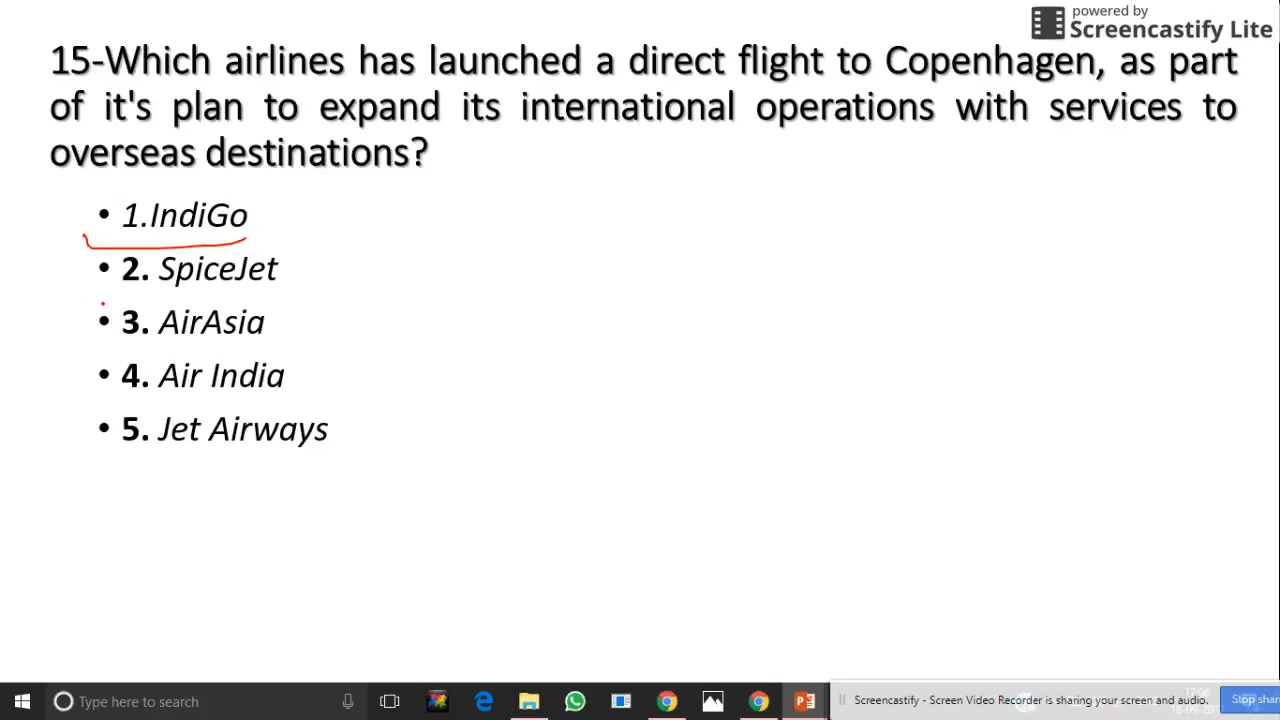 powered by
Screencastify Lite
15-Which airlines has launched a direct flight to Copenhagen, as part
of it's plan to expand its international operations with services to
overseas destinations?
• 1.IndiGo
• 2. SpiceJet
• 3. AirAsia
• 4. Air India
• 5. Jet Airways
Type here to search
Screencastify - Screen Video Recorder is sharing your screen and audio.
Stop shar